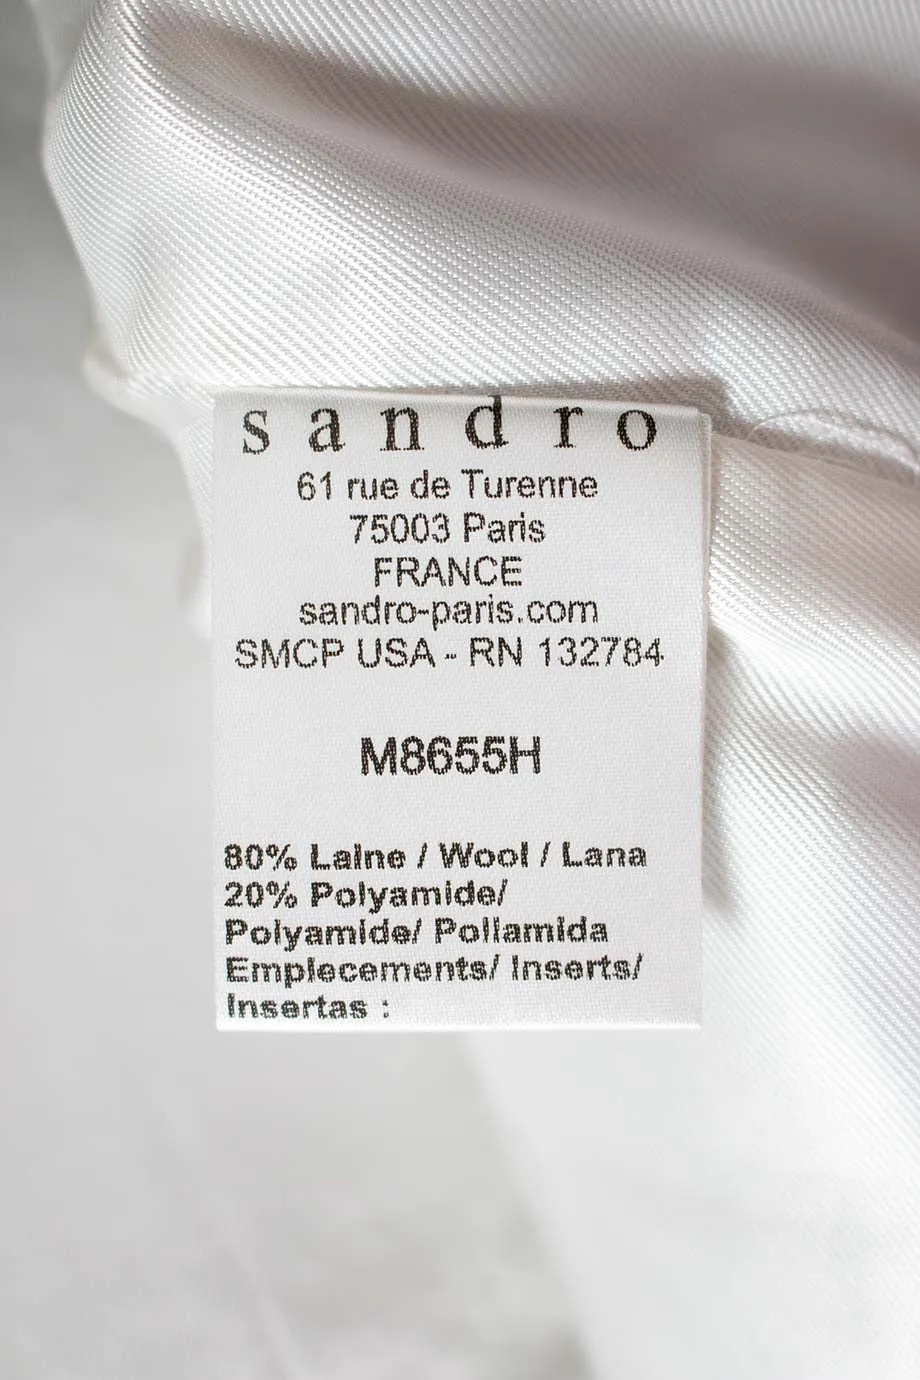 sandro
61 rue de Turenne
75003 Paris
FRANCE
sandro-paris.com
SMCP USA - RN 132784
M8655H
80% Laine / Wool / Lana
20% Polyamide/
Polyamide/ Poliamida
Emplecements/ Inserts/
Insertas :